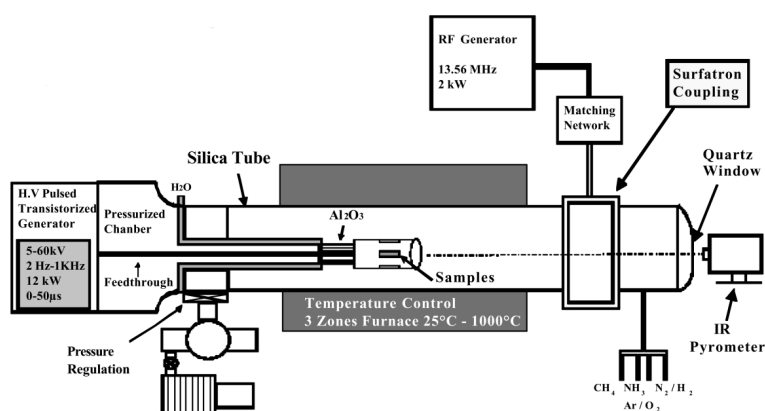 RF Generator
13.56 MHz
2 kW
Surfatron
Coupling
Matching
Network
Silica Tube
Quartz
Window
H.V Pulsed
Transistorized
Generator
5-60kV
2 Hz-1KHz
12 kW
0-50µs
Pressurized
Chanber
Feedthrough
H2O
Al2O3
Samples
Temperature Control
3 Zones Furnace 25°C - 1000°C
Pressure
Regulation
IR
Pyrometer
CH4 NH3 N2 / H2
Ar / O2